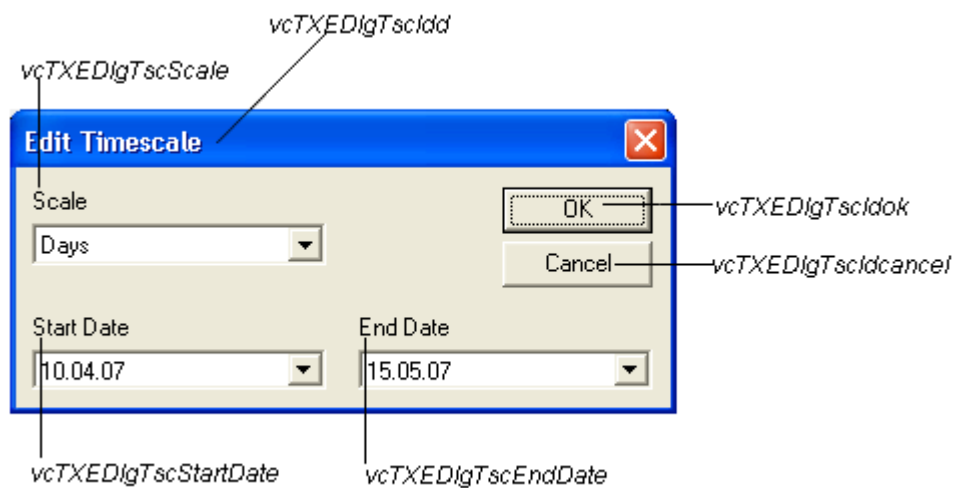 vcTXEDlgTscIdd
vcTXEDlgTscScale
Edit Timescale
Scale
OK
vcTXEDlgTscIdok
Days
Cancel
vcTXEDlgTscIdcancel
Start Date
End Date
10.04.07
15.05.07
vcTXEDlgTscStartDate
vcTXEDlgTscEndDate